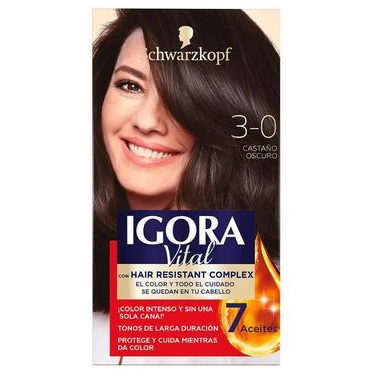 Schwarzkopf
3-0
CASTAÑO
OSCURO
IGORA
Vital
CON HAIR RESISTANT COMPLEX
EL COLOR Y TODO EL CUIDADO
SE QUEDAN EN TU CABELLO
¡COLOR INTENSO Y SIN UNA
SOLA CANA!
TONOS DE LARGA DURACIÓN
PROTEGE Y CUIDA MIENTRAS
DA COLOR
7 Aceites